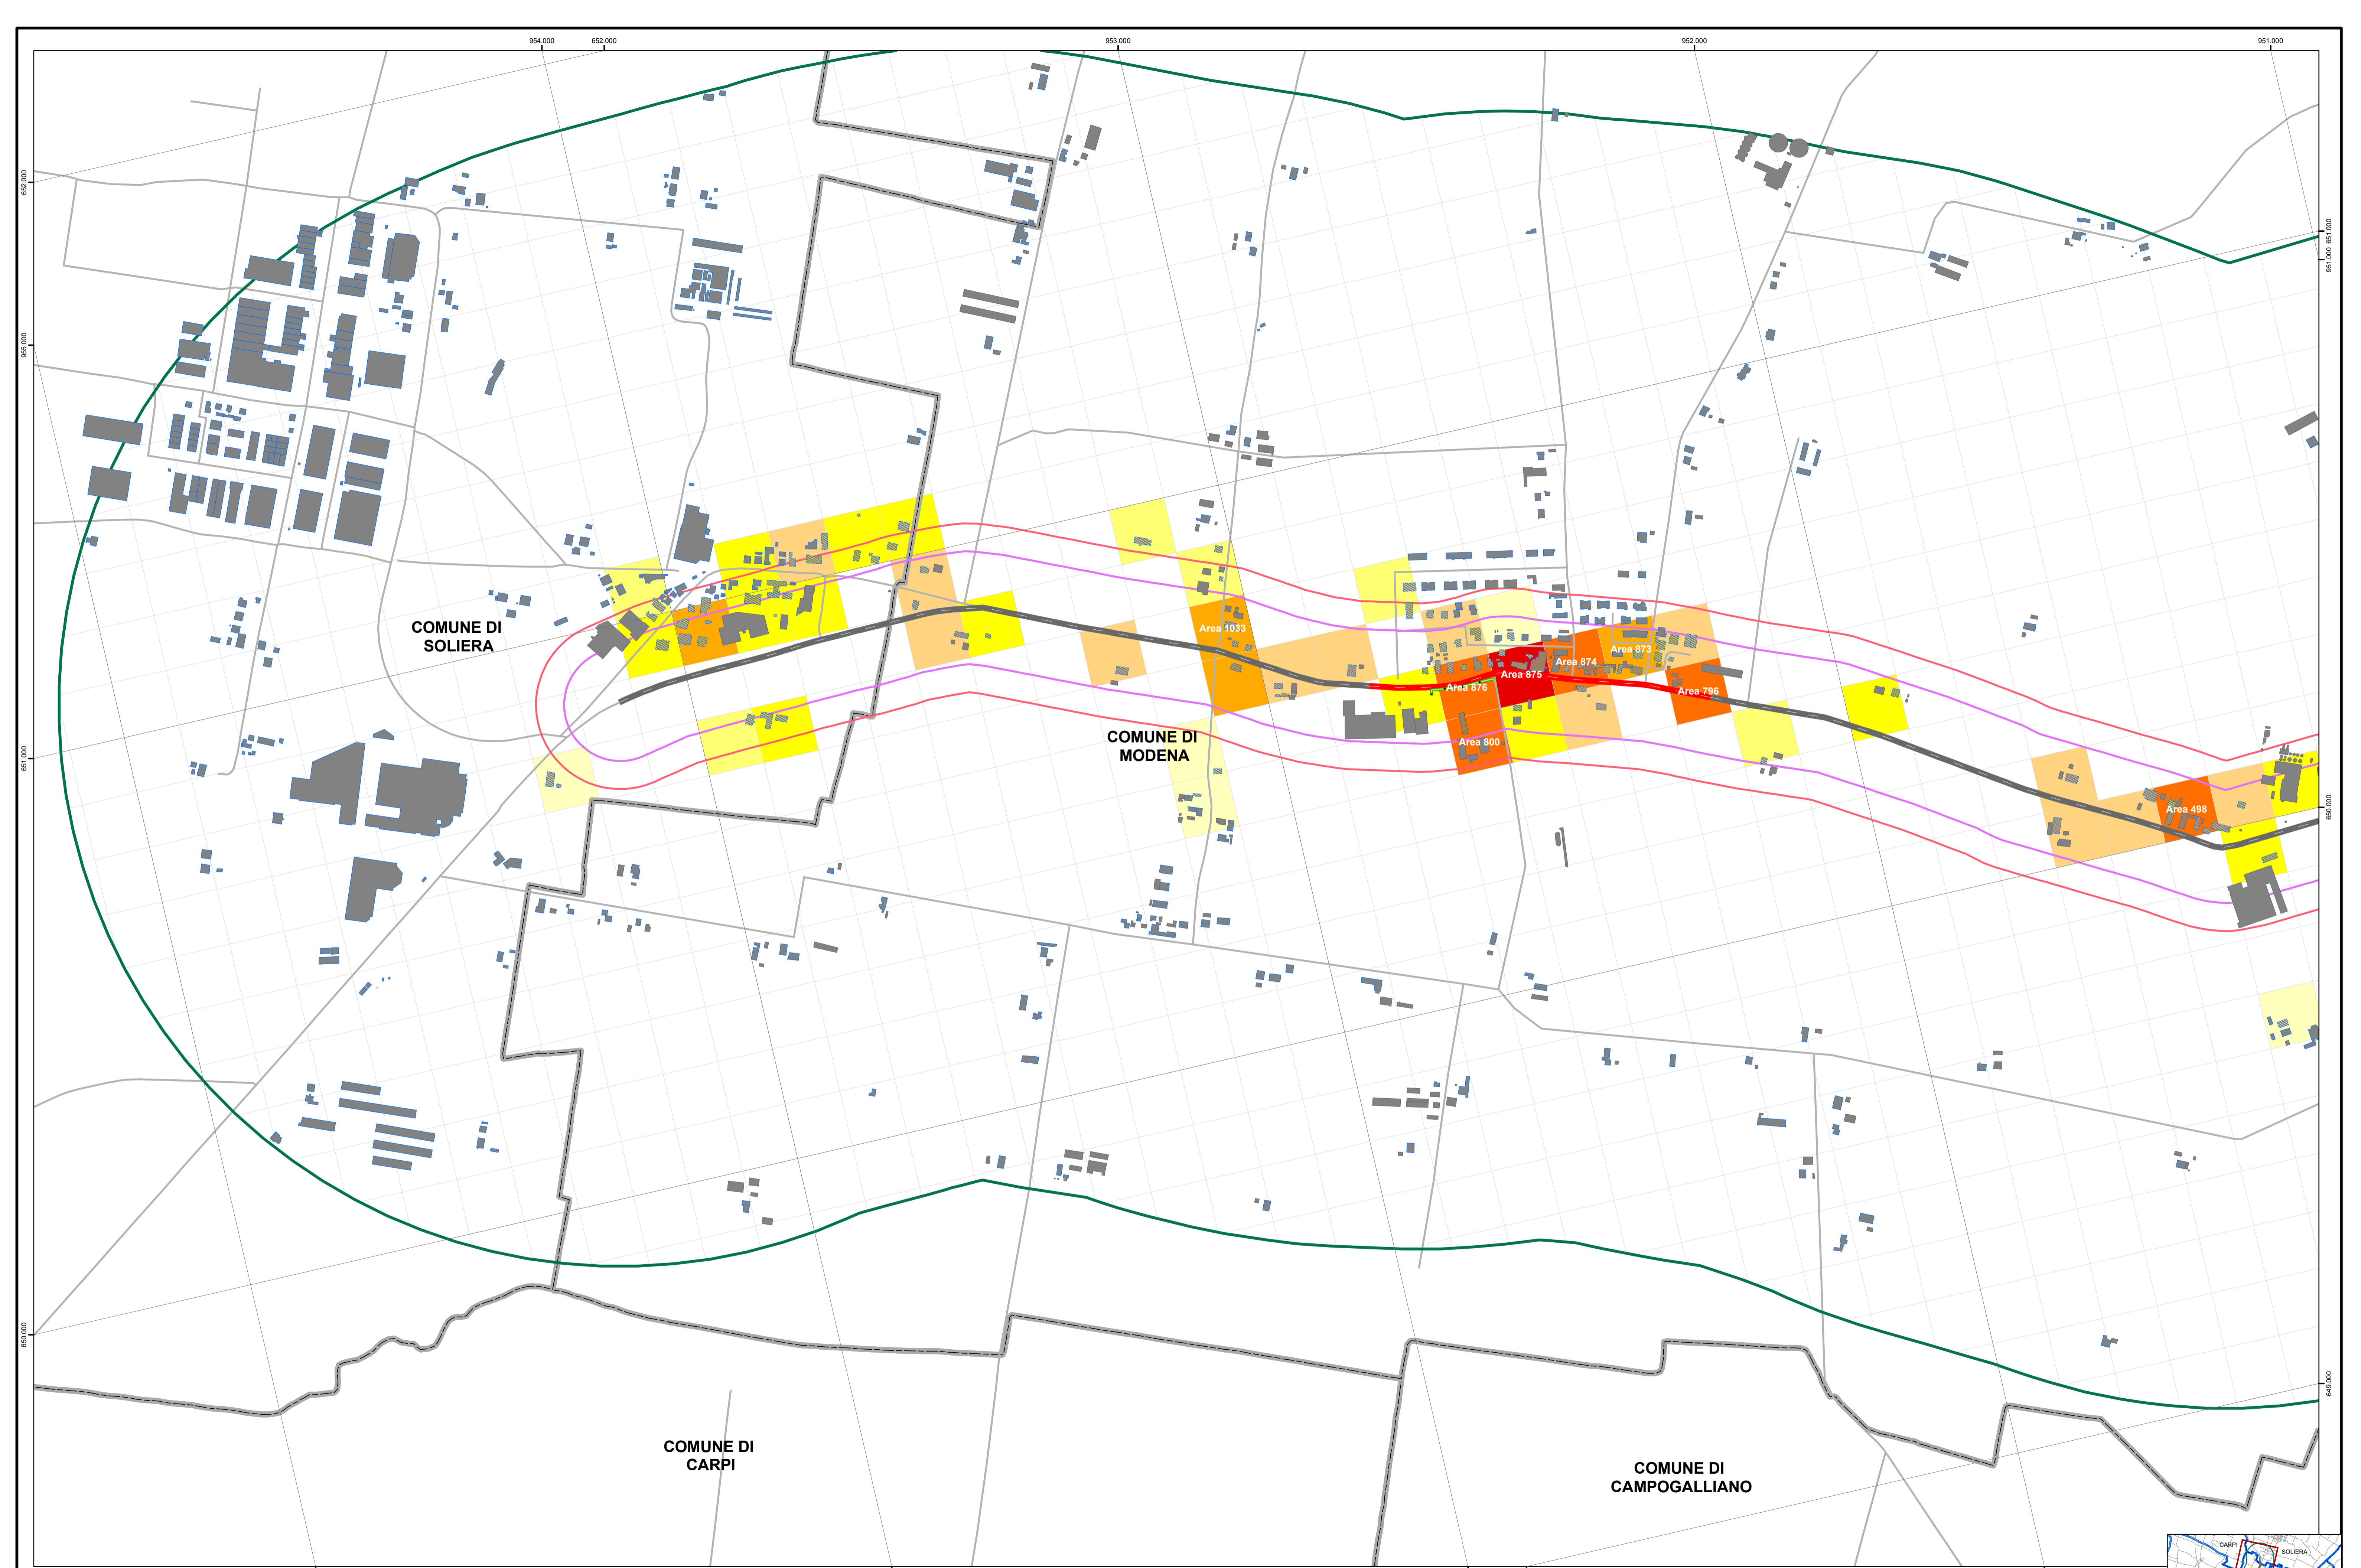 954.000
652.000
953.000
952.000
951.000
652.000
651.000
951.000
955.000
Area 1033
COMUNE DI
SOLIERA
Area 873
Area 874
Area 875
Area 876
Area 796
COMUNE DI
MODENA
Area 800
651.000
650.000
Area 498
650.000
649.000
COMUNE DI
CARPI
COMUNE DI
CAMPOGALLIANO
CARPI
SOLIERA